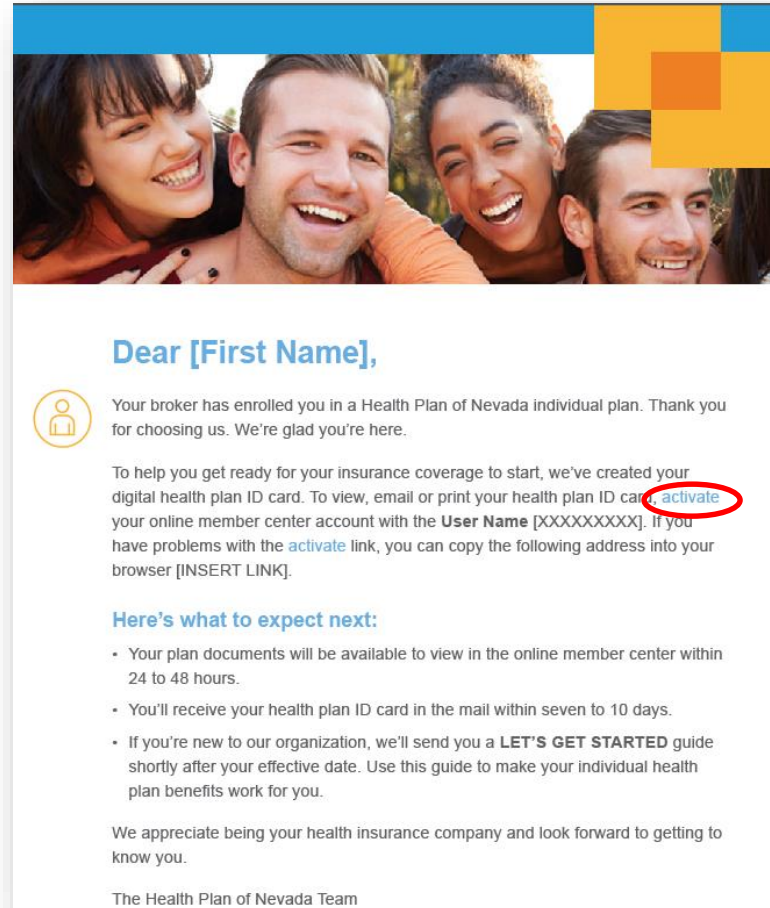 Dear [First Name],
Your broker has enrolled you in a Health Plan of Nevada individual plan. Thank you
for choosing us. We’re glad you’re here.
To help you get ready for your insurance coverage to start, we’ve created your
digital health plan ID card. To view, email or print your health plan ID card, activate
your online member center account with the User Name [XXXXXXXXX]. If you
have problems with the activate link, you can copy the following address into your
browser [INSERT LINK].
Here’s what to expect next:
• Your plan documents will be available to view in the online member center within
24 to 48 hours.
• You’ll receive your health plan ID card in the mail within seven to 10 days.
• If you’re new to our organization, we’ll send you a LET’S GET STARTED guide
shortly after your effective date. Use this guide to make your individual health
plan benefits work for you.
We appreciate being your health insurance company and look forward to getting to
know you.
The Health Plan of Nevada Team